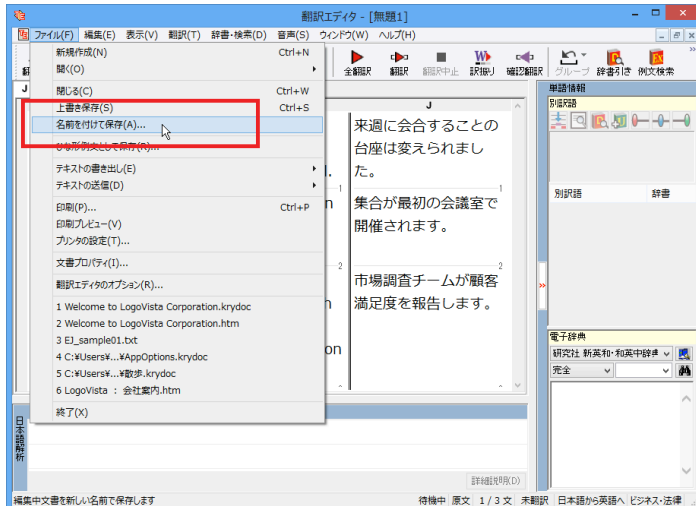 翻訳エディタ - [無題1]
ファイル(F) 編集(E) 表示(V) 翻訳(T) 辞書・検索(D) 音声(S) ウィンドウ(W) ヘルプ(H)
新規作成(N) Ctrl+N
開く(O)
閉じる(C) Ctrl+W
上書き保存(S) Ctrl+S
名前を付けて保存(A)...
ひな形例文として保存(R)...
テキストの書き出し(E)
テキストの送信(D)
印刷(P)... Ctrl+P
印刷プレビュー(V)
プリンタの設定(T)...
文書プロパティ(I)...
翻訳エディタのオプション(R)...
1 Welcome to LogoVista Corporation.krydoc
2 Welcome to LogoVista Corporation.htm
3 EJ_sample01.txt
4 C:¥Users¥...¥AppOptions.krydoc
5 C:¥Users¥...¥散歩.krydoc
6 LogoVista : 会社案内.htm
終了(X)
全翻訳 翻訳 翻訳中止 訳振り 確認翻訳 グループ 辞書引き 例文検索
J
来週に会合することの
台座は変えられまし
た。
1
集合が最初の会議室で
開催されます。
2
市場調査チームが顧客
満足度を報告します。
単語情報
別訳語
別訳語 辞書
電子辞典
研究社 新英和・和英中辞典
完全
日本語解析
詳細説明(D)
編集中文書を新しい名前で保存します 待機中 原文 1 / 3 文 未翻訳 日本語から英語へ ビジネス・法律